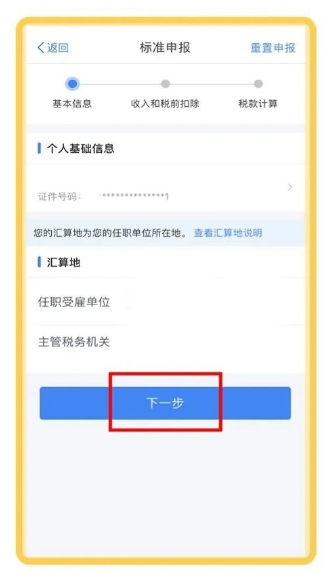 返回 标准申报 重置申报
基本信息 收入和税前扣除 税款计算
个人基础信息
证件号码: **************1
您的汇算地为您的任职单位所在地。 查看汇算地说明
汇算地
任职受雇单位
主管税务机关
下一步